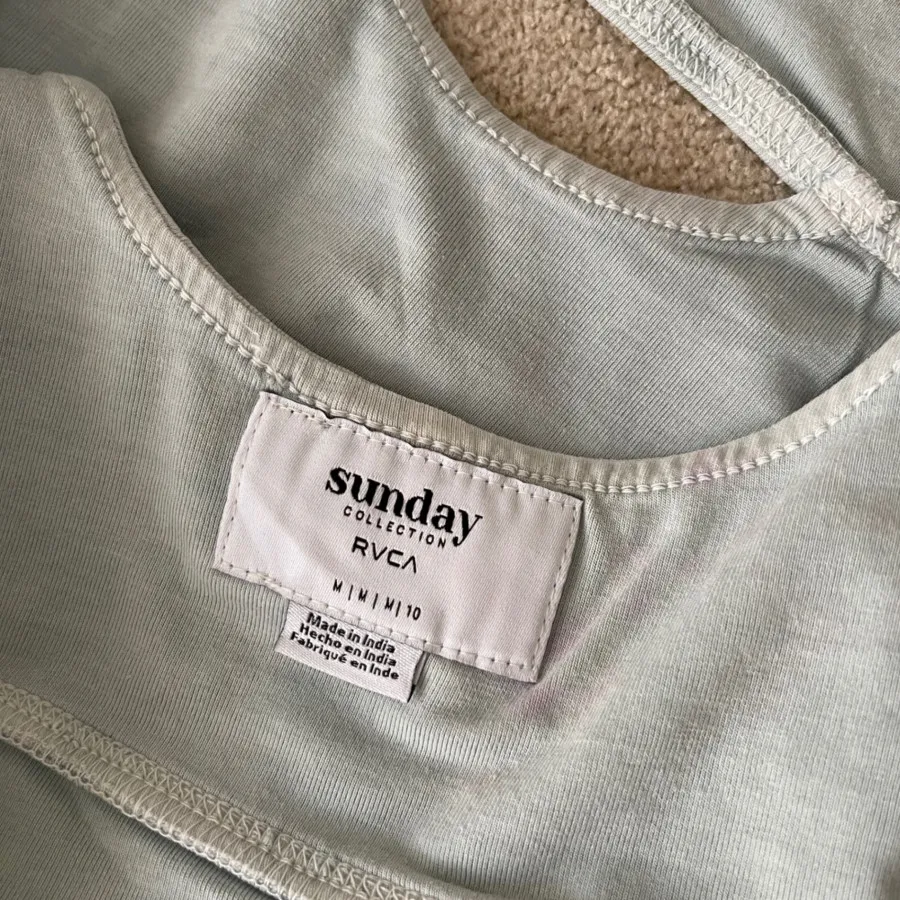 sunday
COLLECTION
RVCA
M | M | M | 10
Made in India
Hecho en India
Fabriqué en Inde